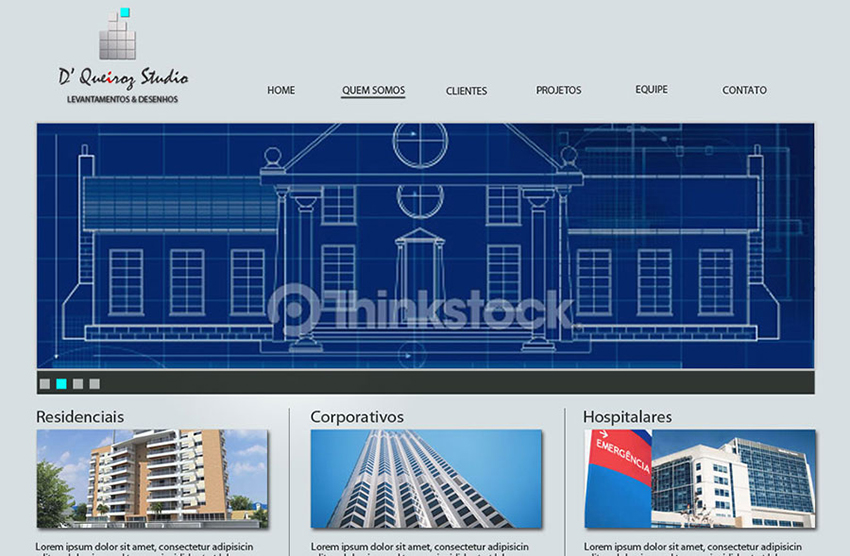 D' Queiroz Studio
LEVANTAMENTOS & DESENHOS
HOME QUEM SOMOS CLIENTES PROJETOS EQUIPE CONTATO
Thinkstock
Residenciais
Corporativos
Hospitalares
EMERGÊNCIA
Lorem ipsum dolor sit amet, consectetur adipisicin
Lorem ipsum dolor sit amet, consectetur adipisicin
Lorem ipsum dolor sit amet, consectetur adipisicin